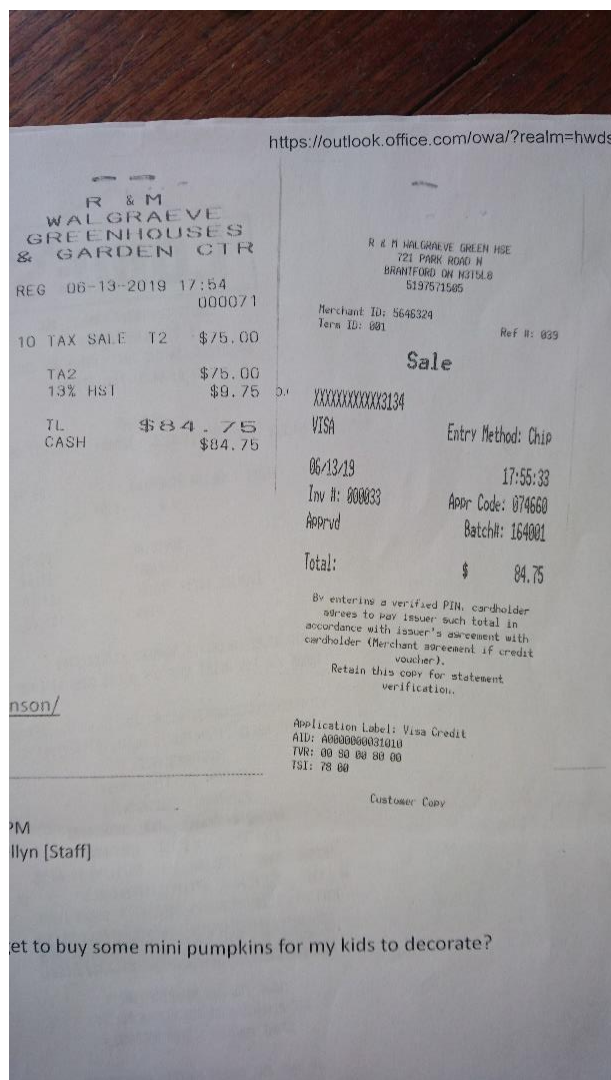 https://outlook.office.com/owa/?realm=hwds
R & M
WALGRAEVE
GREENHOUSES
& GARDEN CTR
REG 06-13-2019 17:54
000071
10 TAX SALE T2 $75.00
TA2 $75.00
13% HST $9.75
TL $84.75
CASH $84.75
R & M WALGRAEVE GREEN HSE
721 PARK ROAD N
BRANTFORD ON N3T5L8
5197571505
Merchant ID: 5646324
Term ID: 001 Ref #: 039
Sale
XXXXXXXXXXXX3134
VISA Entry Method: Chip
06/13/19 17:55:33
Inv #: 000033 Appr Code: 074660
Apprvd Batch#: 164001
Total: $ 84.75
By entering a verified PIN, cardholder
agrees to pay issuer such total in
accordance with issuer's agreement with
cardholder (Merchant agreement if credit
voucher).
Retain this copy for statement
verification.
Application Label: Visa Credit
AID: A0000000031010
TVR: 00 80 00 80 00
TSI: 78 00
Customer Copy
nson/
PM
llyn [Staff]
et to buy some mini pumpkins for my kids to decorate?